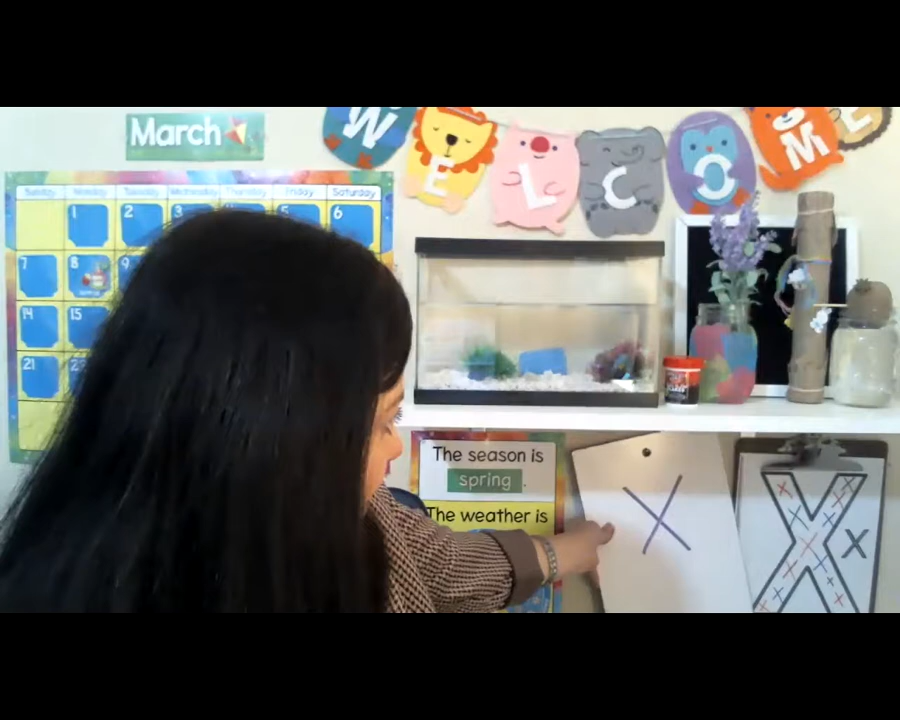 March
WELCOME
Sunday Monday Tuesday Wednesday Thursday Friday Saturday
1 2 3 5 6
7 8 9
14 15
21
The season is
spring.
The weather is
X
X x